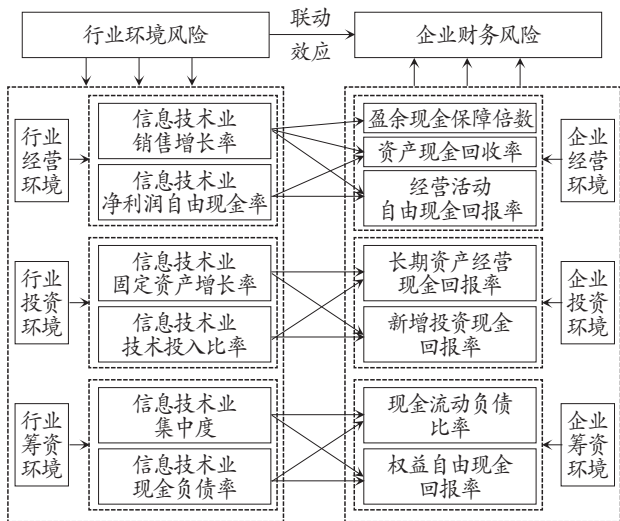 行业环境风险
联动
效应
企业财务风险
行业
经营
环境
信息技术业
销售增长率
信息技术业
净利润自由现金率
盈余现金保障倍数
资产现金回收率
经营活动
自由现金回报率
企业
经营
环境
行业
投资
环境
信息技术业
固定资产增长率
信息技术业
技术投入比率
长期资产经营
现金回报率
新增投资现金
回报率
企业
投资
环境
行业
筹资
环境
信息技术业
集中度
信息技术业
现金负债率
现金流动负债
比率
权益自由现金
回报率
企业
筹资
环境